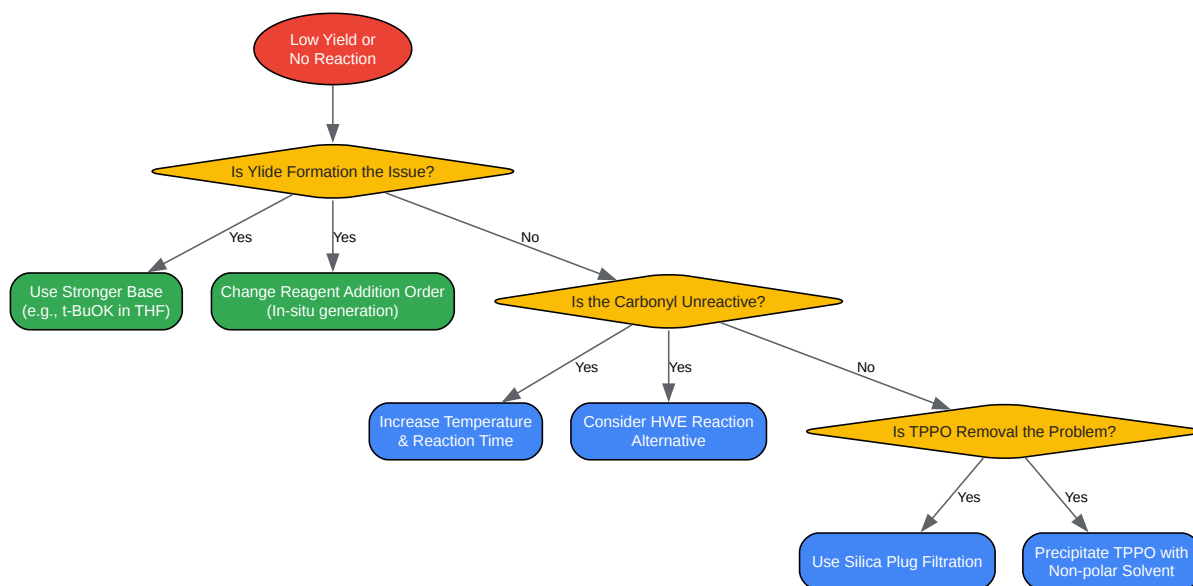 Low Yield or
No Reaction
Is Ylide Formation the Issue?
Yes
Yes
No
Use Stronger Base
(e.g., t-BuOK in THF)
Change Reagent Addition Order
(In-situ generation)
Is the Carbonyl Unreactive?
Yes
Yes
No
Increase Temperature
& Reaction Time
Consider HWE Reaction
Alternative
Is TPPO Removal the Problem?
Yes
Yes
Use Silica Plug Filtration
Precipitate TPPO with
Non-polar Solvent